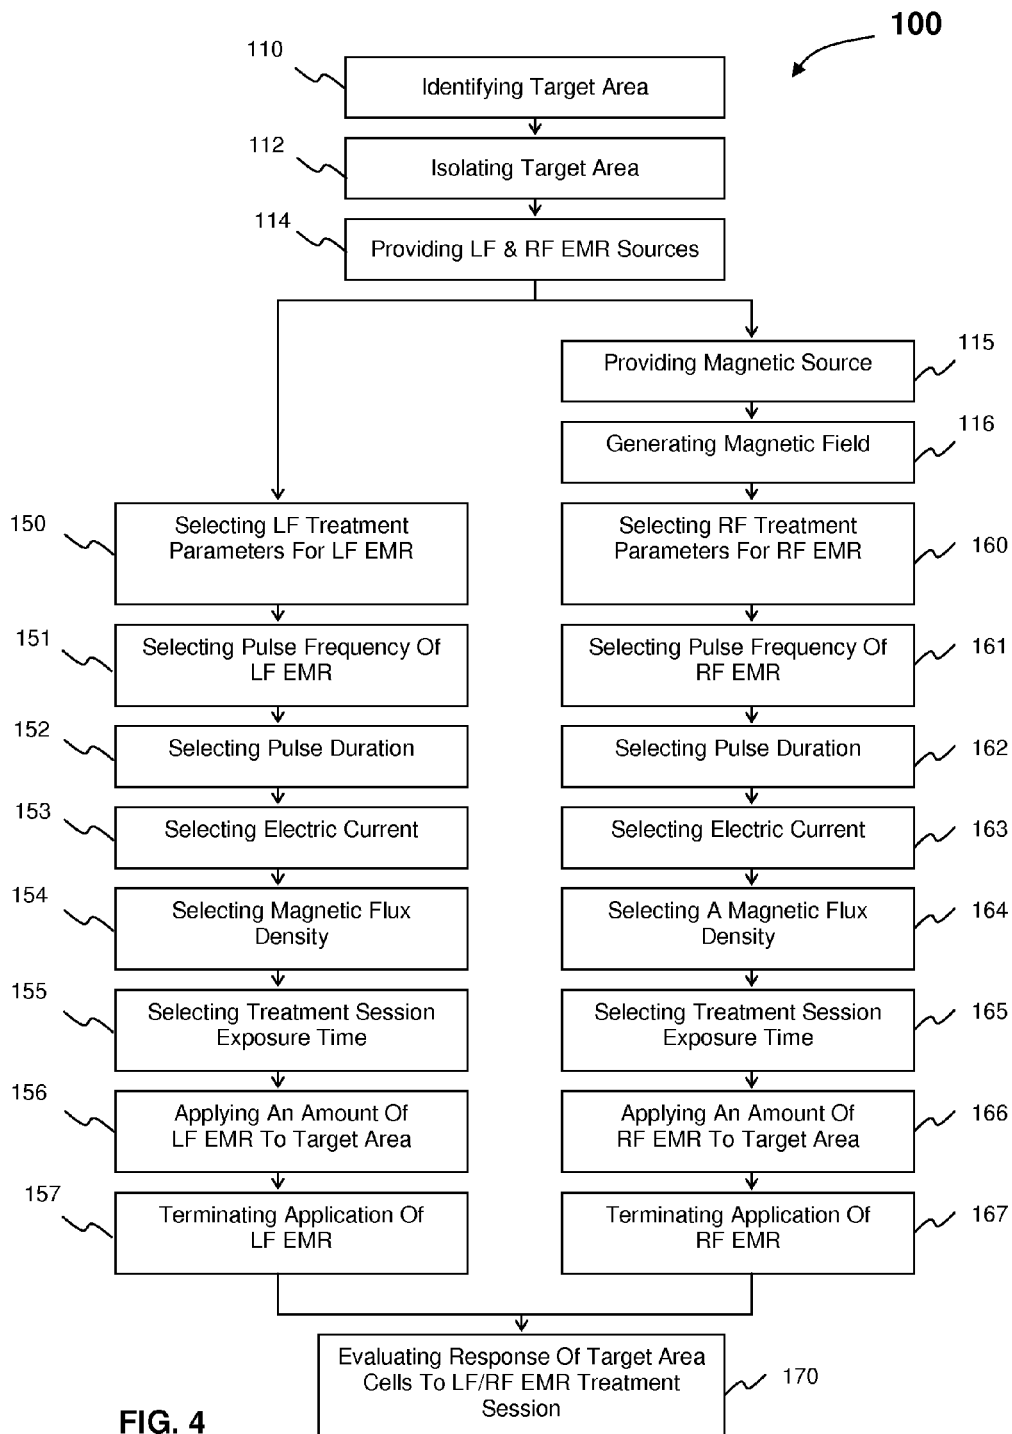 100
110
Identifying Target Area
112
Isolating Target Area
114
Providing LF & RF EMR Sources
Providing Magnetic Source
115
Generating Magnetic Field
116
150
Selecting LF Treatment
Parameters For LF EMR
Selecting RF Treatment
Parameters For RF EMR
160
151
Selecting Pulse Frequency Of
LF EMR
Selecting Pulse Frequency Of
RF EMR
161
152
Selecting Pulse Duration
Selecting Pulse Duration
162
153
Selecting Electric Current
Selecting Electric Current
163
154
Selecting Magnetic Flux
Density
Selecting A Magnetic Flux
Density
164
155
Selecting Treatment Session
Exposure Time
Selecting Treatment Session
Exposure Time
165
156
Applying An Amount Of
LF EMR To Target Area
Applying An Amount Of
RF EMR To Target Area
166
157
Terminating Application Of
LF EMR
Terminating Application Of
RF EMR
167
Evaluating Response Of Target Area
Cells To LF/RF EMR Treatment
Session
170
FIG. 4